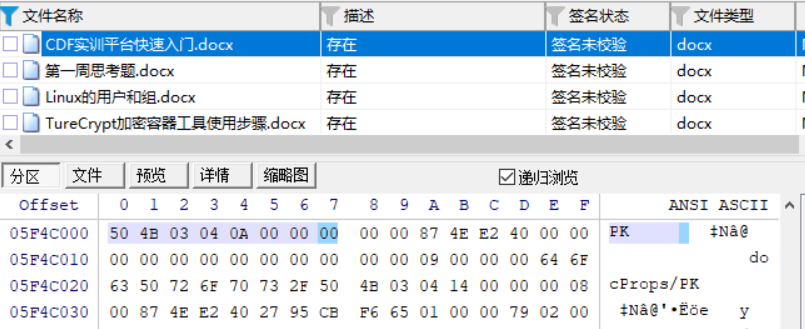 文件名称 描述 签名状态 文件类型
CDF实训平台快速入门.docx 存在 签名未校验 docx
第一周思考题.docx 存在 签名未校验 docx
Linux的用户和组.docx 存在 签名未校验 docx
TureCrypt加密容器工具使用步骤.docx 存在 签名未校验 docx
分区 文件 预览 详情 缩略图 递归浏览
Offset 0 1 2 3 4 5 6 7 8 9 A B C D E F ANSI ASCII
05F4C000 50 4B 03 04 0A 00 00 00 00 00 87 4E E2 40 00 00 PK ‡Nâ@
05F4C010 00 00 00 00 00 00 00 00 00 00 09 00 00 00 64 6F do
05F4C020 63 50 72 6F 70 73 2F 50 4B 03 04 14 00 00 00 08 cProps/PK
05F4C030 00 87 4E E2 40 27 95 CB F6 65 01 00 00 79 02 00 ‡Nâ@'•Ëöe y